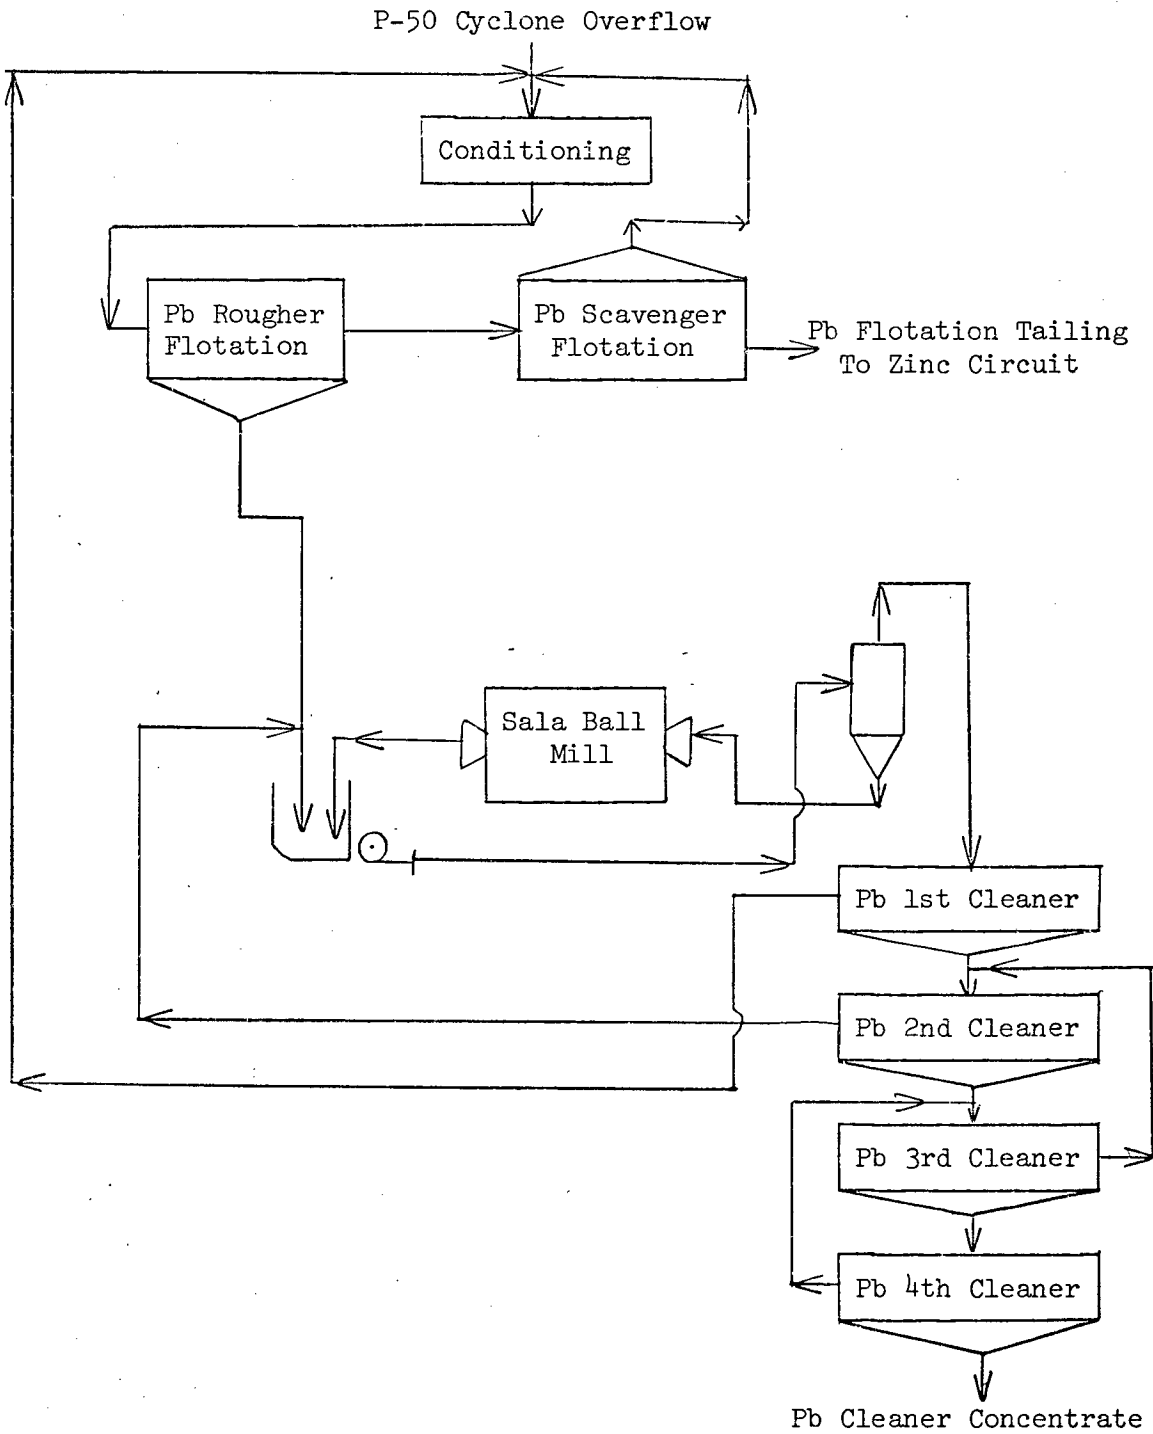 P-50 Cyclone Overflow
Conditioning
Pb Rougher
Flotation
Pb Scavenger
Flotation
Pb Flotation Tailing
To Zinc Circuit
Sala Ball
Mill
Pb 1st Cleaner
Pb 2nd Cleaner
Pb 3rd Cleaner
Pb 4th Cleaner
Pb Cleaner Concentrate